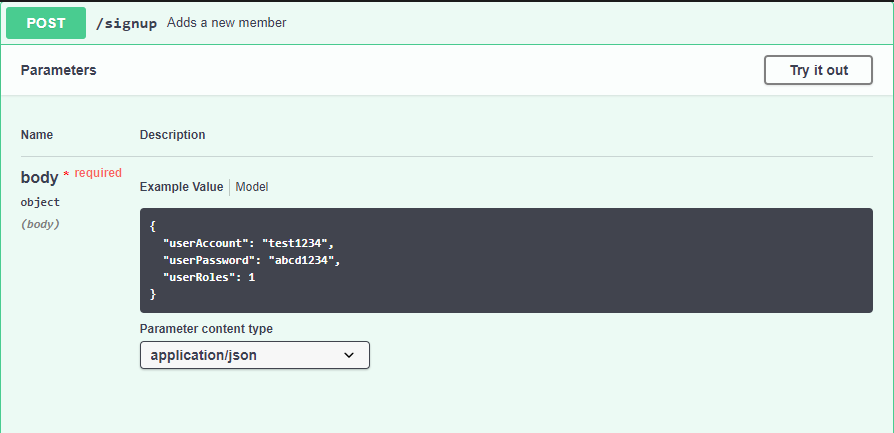 POST /signup Adds a new member
Parameters Try it out
Name Description
body * required
object
(body)
Example Value Model
{
"userAccount": "test1234",
"userPassword": "abcd1234",
"userRoles": 1
}
Parameter content type
application/json